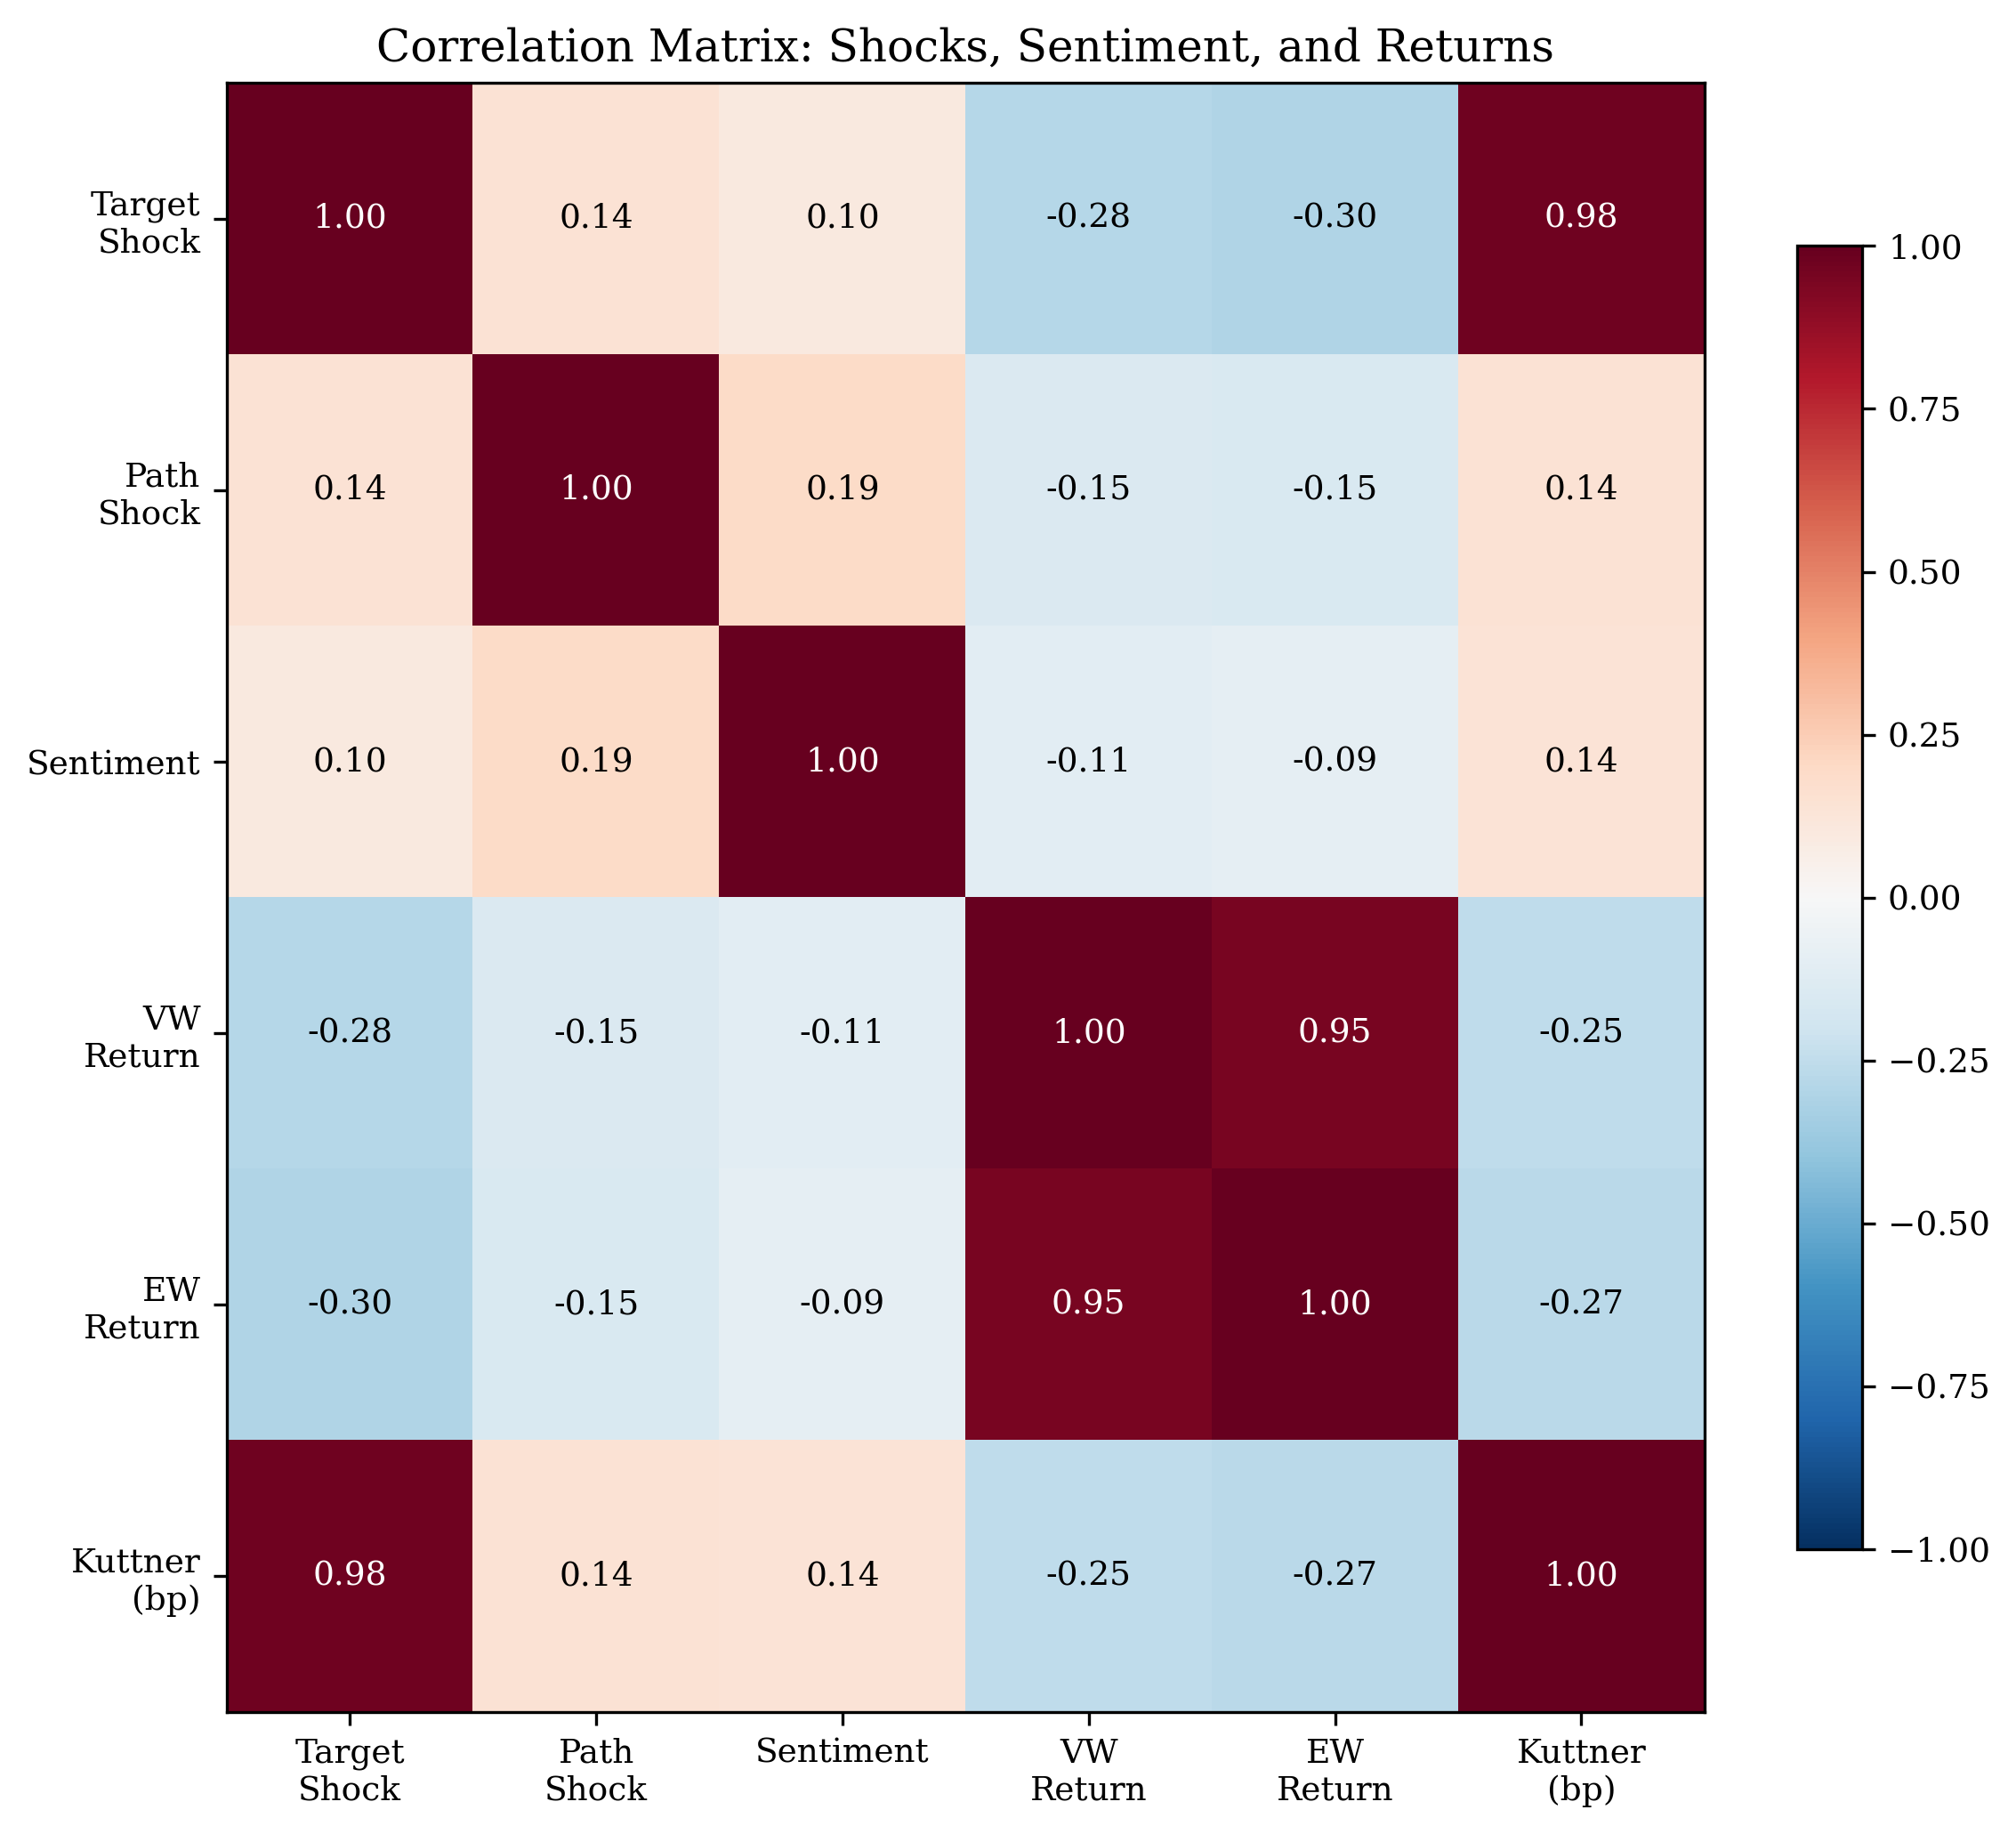 Correlation Matrix: Shocks, Sentiment, and Returns
Target
Shock
1.00 0.14 0.10 -0.28 -0.30 0.98
Path
Shock
0.14 1.00 0.19 -0.15 -0.15 0.14
Sentiment
0.10 0.19 1.00 -0.11 -0.09 0.14
VW
Return
-0.28 -0.15 -0.11 1.00 0.95 -0.25
EW
Return
-0.30 -0.15 -0.09 0.95 1.00 -0.27
Kuttner
(bp)
0.98 0.14 0.14 -0.25 -0.27 1.00
Target
Shock
Path
Shock
Sentiment
VW
Return
EW
Return
Kuttner
(bp)
1.00
0.75
0.50
0.25
0.00
−0.25
−0.50
−0.75
−1.00